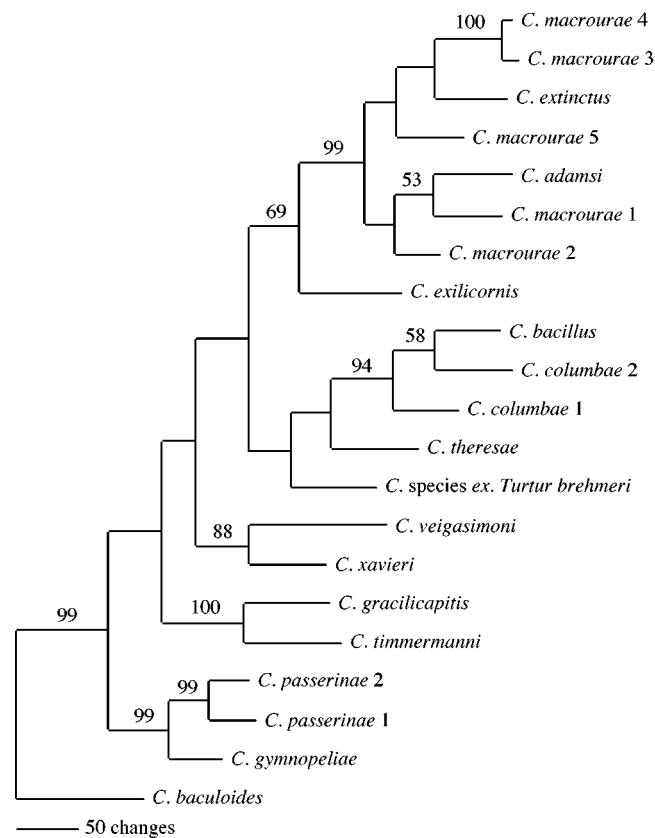 100
C. macrourae 4
C. macrourae 3
C. extinctus
99
C. macrourae 5
53
C. adamsi
69
C. macrourae 1
C. macrourae 2
C. exilicornis
58
C. bacillus
94
C. columbae 2
C. columbae 1
C. theresae
C. species ex. Turtur brehmeri
88
C. veigasimoni
C. xavieri
100
C. gracilicapitis
99
C. timmermanni
99
C. passerinae 2
99
C. passerinae 1
C. gymnopeliae
C. baculoides
50 changes